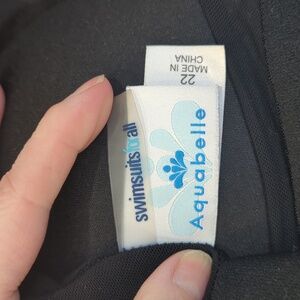 swimsuitsforall
Aquabelle
22
MADE IN
CHINA